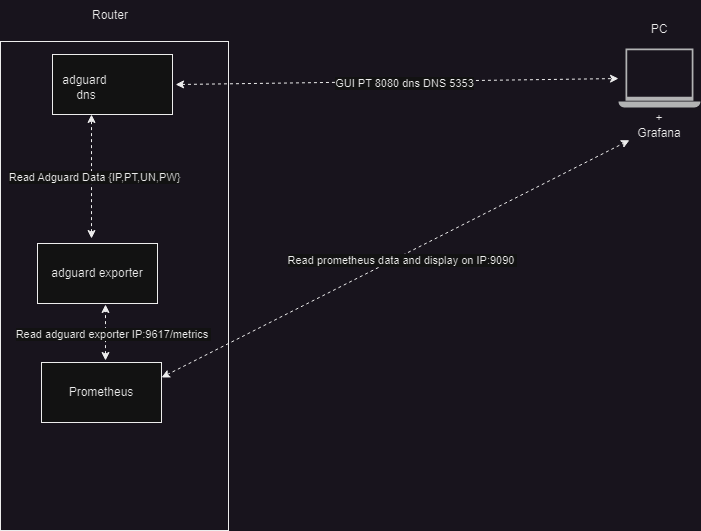 Router
PC
adguard
dns
GUI PT 8080 dns DNS 5353
+
Grafana
Read Adguard Data {IP,PT,UN,PW}
Read prometheus data and display on IP:9090
adguard exporter
Read adguard exporter IP:9617/metrics
Prometheus